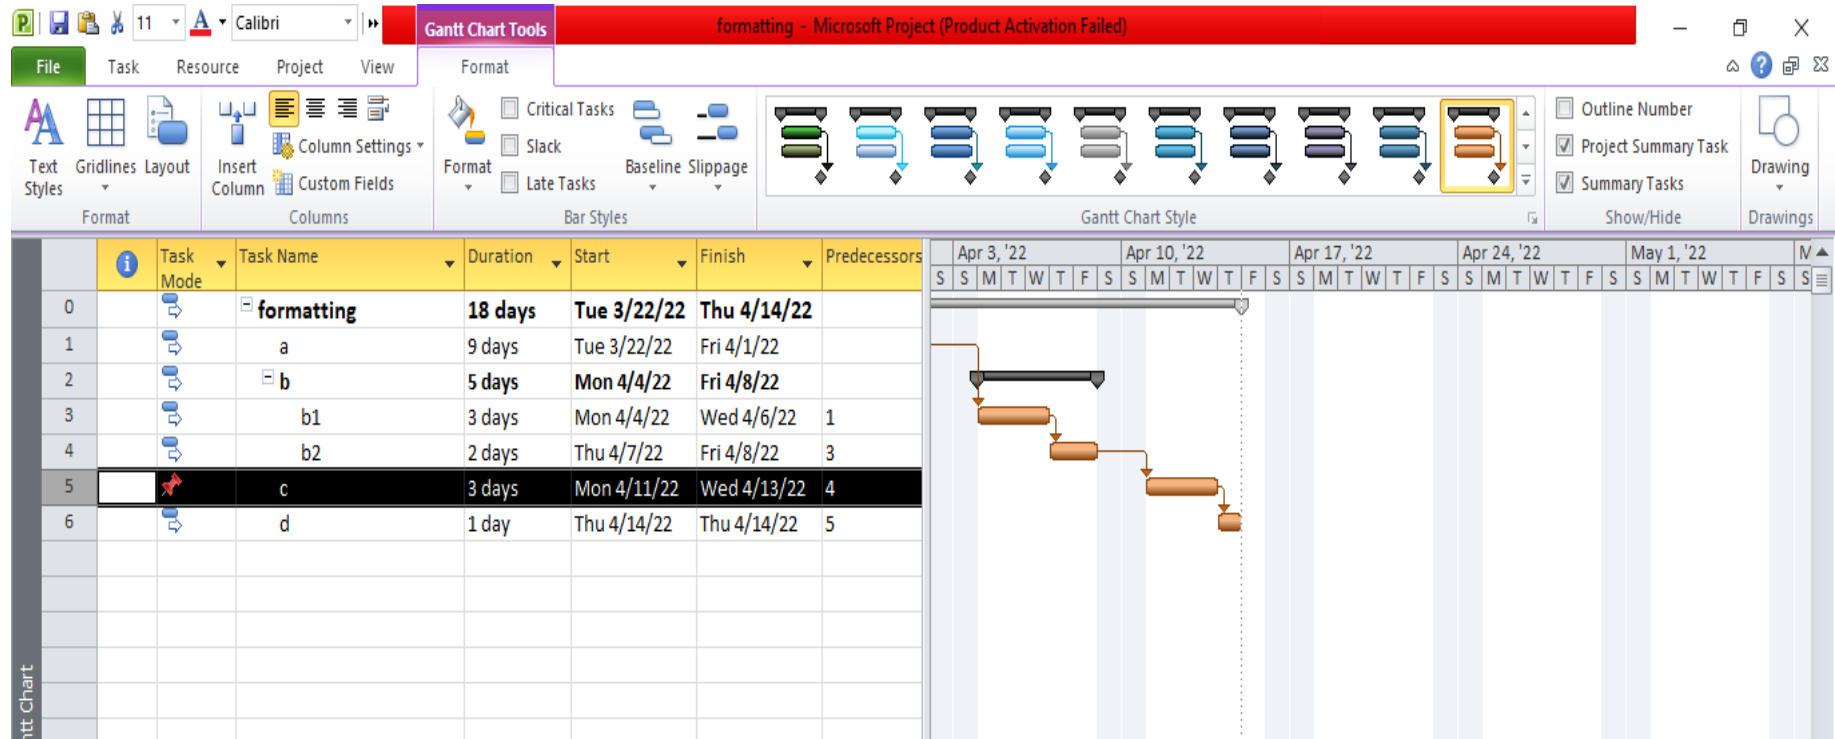 11 A Calibri Gantt Chart Tools formatting - Microsoft Project (Product Activation Failed)
File Task Resource Project View Format
Critical Tasks Outline Number
Column Settings Slack Project Summary Task
Text Gridlines Layout Insert Format Baseline Slippage Drawing
Styles Column Custom Fields Late Tasks Summary Tasks
Format Columns Bar Styles Gantt Chart Style Show/Hide Drawings
Task Task Name Duration Start Finish Predecessors Apr 3, '22 Apr 10, '22 Apr 17, '22 Apr 24, '22 May 1, '22 M
Mode S S M T W T F S S M T W T F S S M T W T F S S M T W T F S S M T W T F S S
0 formatting 18 days Tue 3/22/22 Thu 4/14/22
1 a 9 days Tue 3/22/22 Fri 4/1/22
2 b 5 days Mon 4/4/22 Fri 4/8/22
3 b1 3 days Mon 4/4/22 Wed 4/6/22 1
4 b2 2 days Thu 4/7/22 Fri 4/8/22 3
5 c 3 days Mon 4/11/22 Wed 4/13/22 4
6 d 1 day Thu 4/14/22 Thu 4/14/22 5
ntt Chart